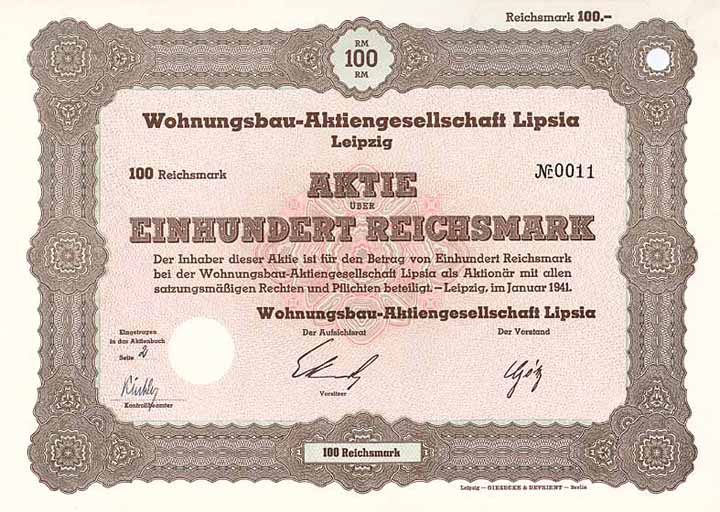 Reichsmark 100.-
RM
100
RM
Wohnungsbau-Aktiengesellschaft Lipsia
Leipzig
100 Reichsmark
№ 0011
AKTIE
ÜBER
EINHUNDERT REICHSMARK
Der Inhaber dieser Aktie ist für den Betrag von Einhundert Reichsmark
bei der Wohnungsbau-Aktiengesellschaft Lipsia als Aktionär mit allen
satzungsmäßigen Rechten und Pflichten beteiligt. – Leipzig, im Januar 1941.
Wohnungsbau-Aktiengesellschaft Lipsia
Eingetragen
in das Aktienbuch
Seite 2
Der Aufsichtsrat
Der Vorstand
Vorsitzer
Kontrollbeamter
100 Reichsmark
Leipzig – GIESECKE & DEVRIENT – Berlin